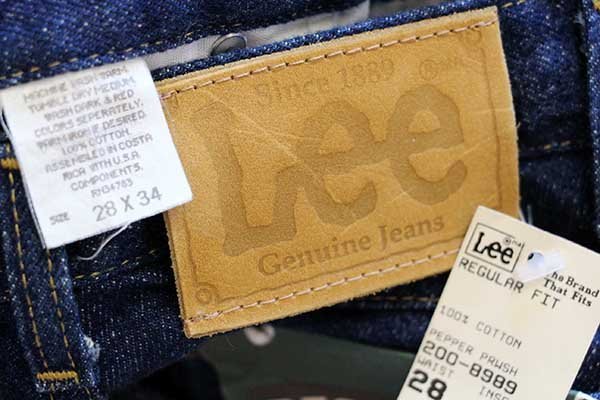 MACHINE WASH WARM.
TUMBLE DRY MEDIUM
WASH DARK & RED
COLORS SEPERATELY.
WARM IRON IF DESIRED.
100% COTTON
ASSEMBLED IN COSTA
RICA WITH U.S.A.
COMPONENTS.
RN34763
SIZE 28 X 34
Since 1889
®
Lee
Genuine Jeans
Lee
The Brand
That Fits
REGULAR FIT
100% COTTON
PEPPER PRWSH
200-8989
WAIST
28